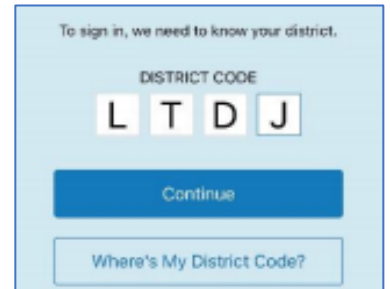 To sign in, we need to know your district.
DISTRICT CODE
L T D J
Continue
Where's My District Code?